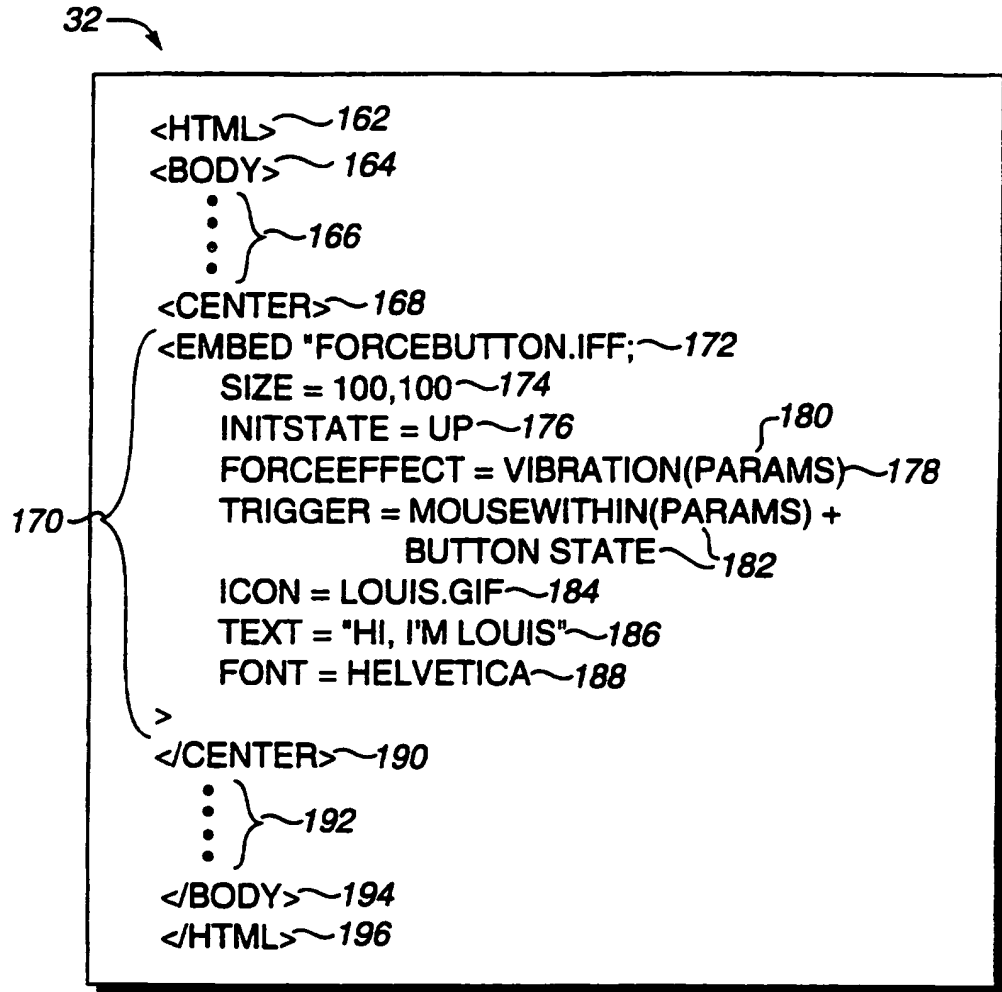 32
<HTML> 162
<BODY> 164
166
<CENTER> 168
<EMBED "FORCEBUTTON.IFF; 172
SIZE = 100,100 174
INITSTATE = UP 176
180
FORCEEFFECT = VIBRATION(PARAMS) 178
170 TRIGGER = MOUSEWITHIN(PARAMS) +
BUTTON STATE 182
ICON = LOUIS.GIF 184
TEXT = "HI, I'M LOUIS" 186
FONT = HELVETICA 188
>
</CENTER> 190
192
</BODY> 194
</HTML> 196